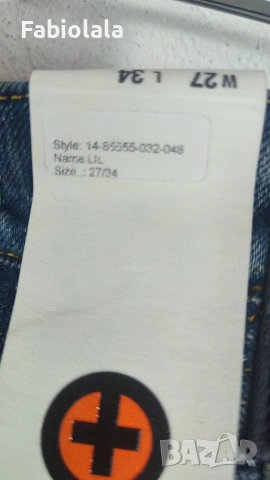 Fabiolala
W 27 L 34
Style: 14-85555-032-048
Name:LIL
Size. : 27/34
BAZAR